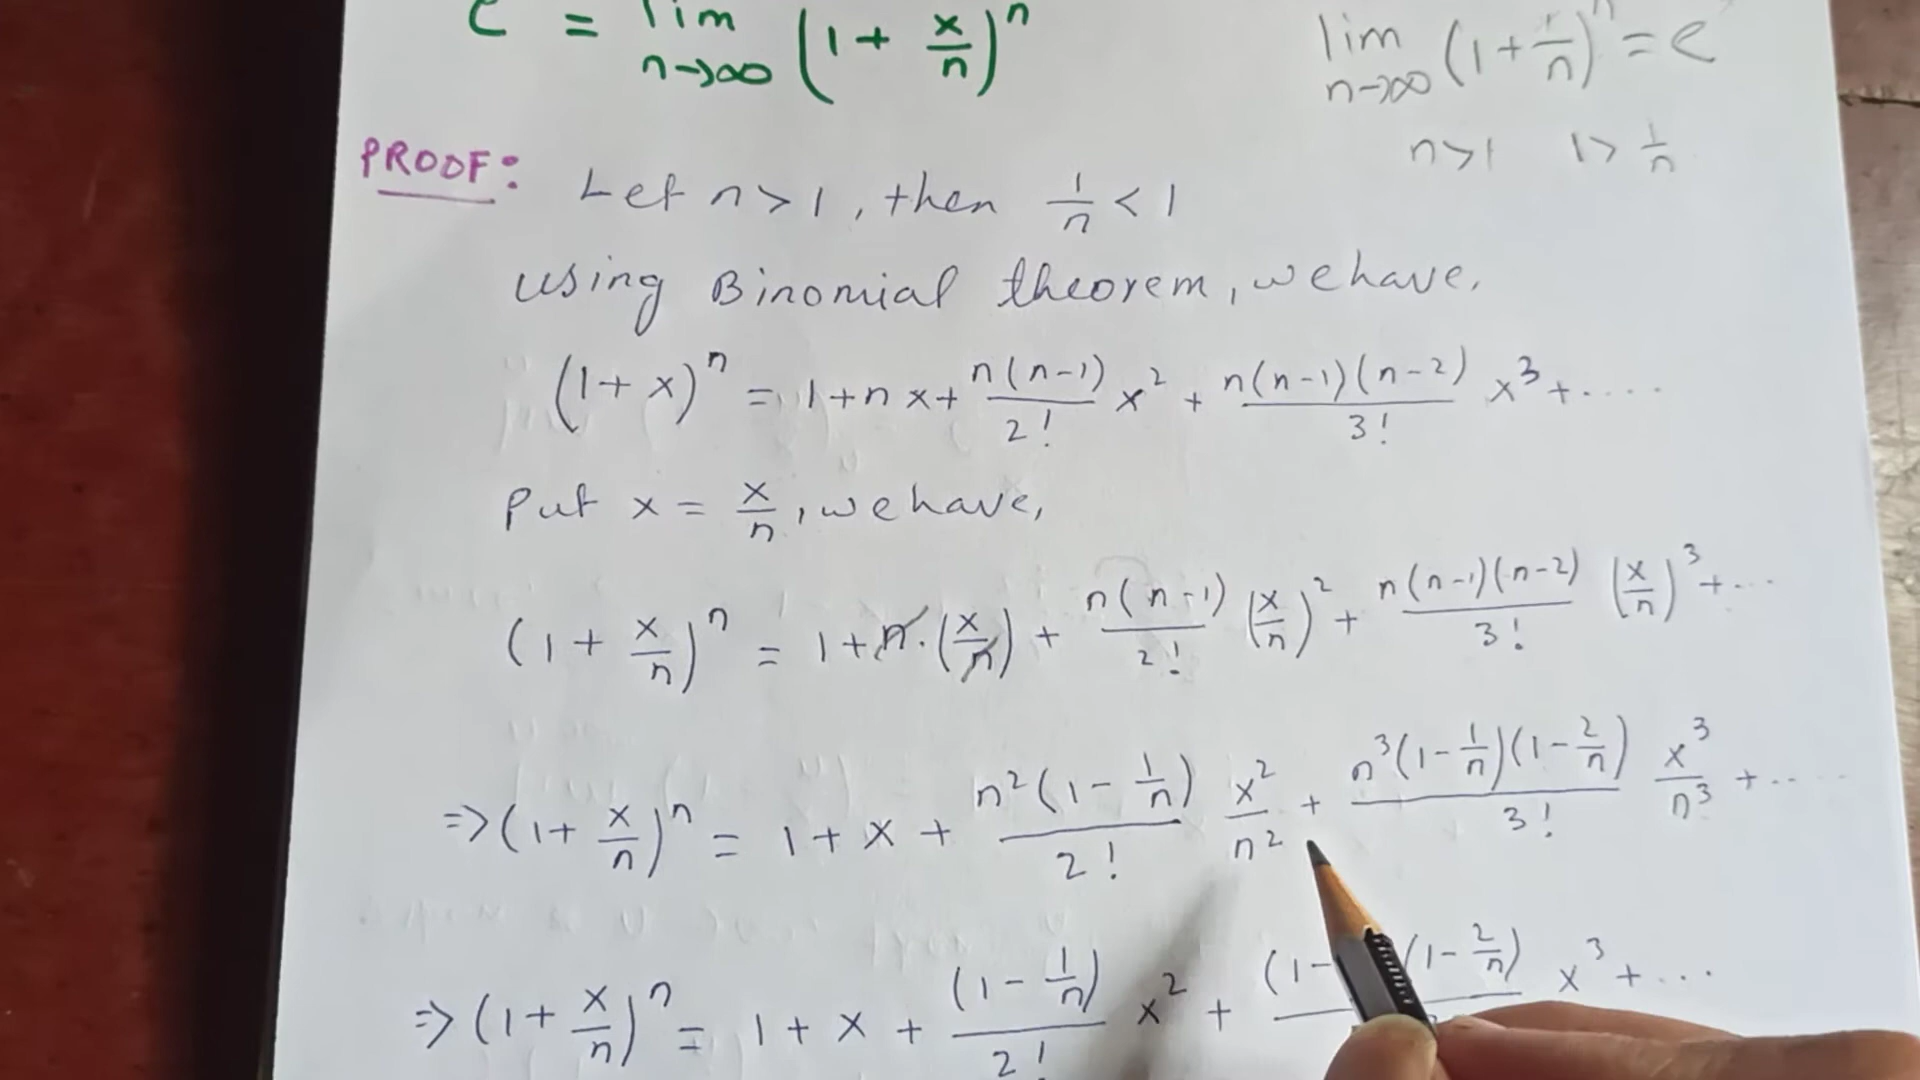 e = lim n→∞ (1 + x/n)^n
lim n→∞ (1 + 1/n)^n = e
n>1 1> 1/n
PROOF:
Let n > 1, then 1/n < 1
using Binomial theorem, we have,
(1 + x)^n = 1 + n x + n(n-1)/2! x^2 + n(n-1)(n-2)/3! x^3 + ....
Put x = x/n, we have,
(1 + x/n)^n = 1 + n. (x/n) + n(n-1)/2! (x/n)^2 + n(n-1)(n-2)/3! (x/n)^3 + ...
=> (1 + x/n)^n = 1 + x + n^2(1 - 1/n)/2! x^2/n^2 + n^3(1 - 1/n)(1 - 2/n)/3! x^3/n^3 + ....
=> (1 + x/n)^n = 1 + x + (1 - 1/n)/2! x^2 + (1 - (1 - 2/n) x^3 + ...